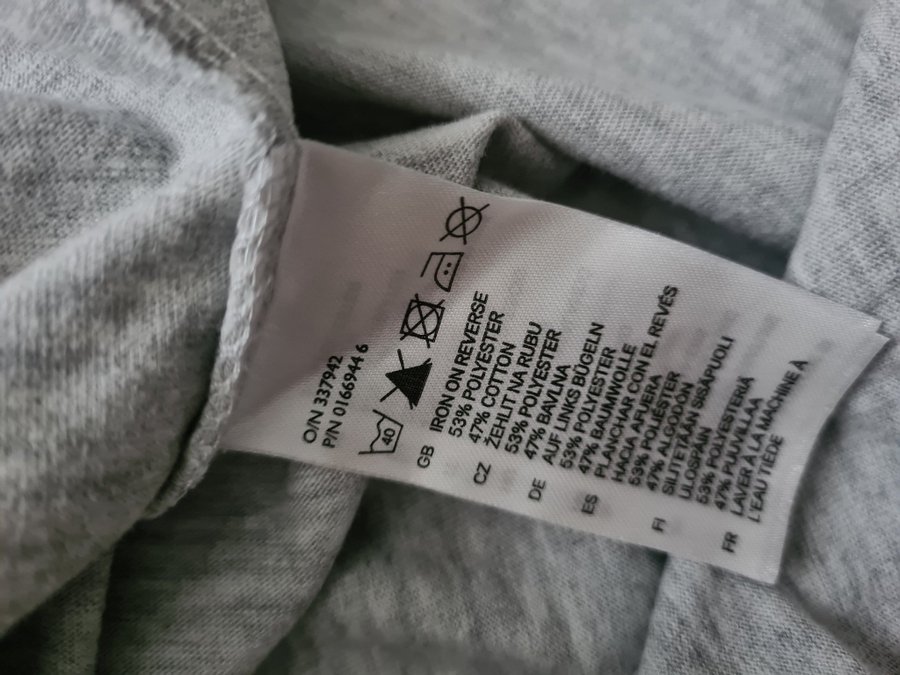 O/N 337942
P/N 0166944 6
40
GB IRON ON REVERSE
53% POLYESTER
47% COTTON
CZ ŽEHLIT NA RUBU
53% POLYESTER
47% BAVLNA
DE AUF LINKS BÜGELN
53% POLYESTER
47% BAUMWOLLE
ES PLANCHAR CON EL REVÉS
HACIA AFUERA
53% POLIÉSTER
47% ALGODÓN
FI SILITETÄÄN SISÄPUOLI
ULOSPAIN
53% POLYESTERIÄ
47% PUUVILLAA
FR LAVER À LA MACHINE À
L'EAU TIÈDE